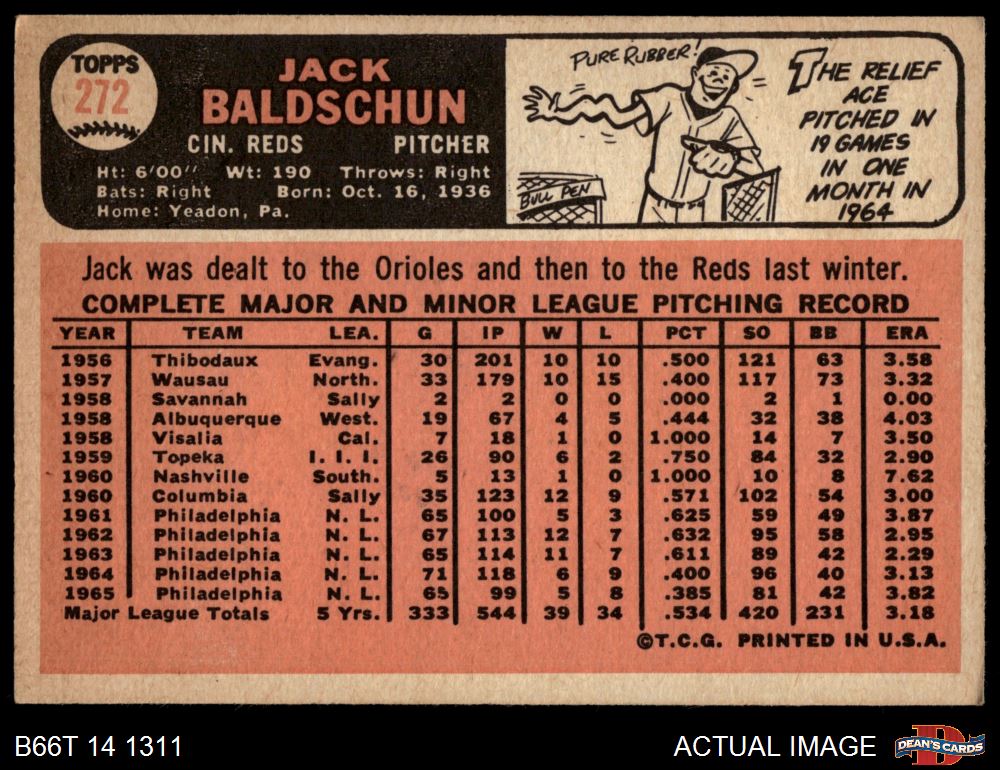 TOPPS
272
JACK
BALDSCHUN
CIN. REDS PITCHER
Ht: 6'00" Wt: 190 Throws: Right
Bats: Right Born: Oct. 16, 1936
Home: Yeadon, Pa.
PURE RUBBER!
BULL PEN
THE RELIEF
ACE
PITCHED IN
19 GAMES
IN ONE
MONTH IN
1964
Jack was dealt to the Orioles and then to the Reds last winter.
COMPLETE MAJOR AND MINOR LEAGUE PITCHING RECORD
YEAR TEAM LEA. G IP W L PCT SO BB ERA
1956 Thibodaux Evang. 30 201 10 10 .500 121 63 3.58
1957 Wausau North. 33 179 10 15 .400 117 73 3.32
1958 Savannah Sally 2 2 0 0 .000 2 1 0.00
1958 Albuquerque West. 19 67 4 5 .444 32 38 4.03
1958 Visalia Cal. 7 18 1 0 1.000 14 7 3.50
1959 Topeka I. I. I. 26 90 6 2 .750 84 32 2.90
1960 Nashville South. 5 13 1 0 1.000 10 8 7.62
1960 Columbia Sally 35 123 12 9 .571 102 54 3.00
1961 Philadelphia N. L. 65 100 5 3 .625 59 49 3.87
1962 Philadelphia N. L. 67 113 12 7 .632 95 58 2.95
1963 Philadelphia N. L. 65 114 11 7 .611 89 42 2.29
1964 Philadelphia N. L. 71 118 6 9 .400 96 40 3.13
1965 Philadelphia N. L. 65 99 5 8 .385 81 42 3.82
Major League Totals 5 Yrs. 333 544 39 34 .534 420 231 3.18
©T.C.G. PRINTED IN U.S.A.
B66T 14 1311
ACTUAL IMAGE
D
DEAN'S CARDS